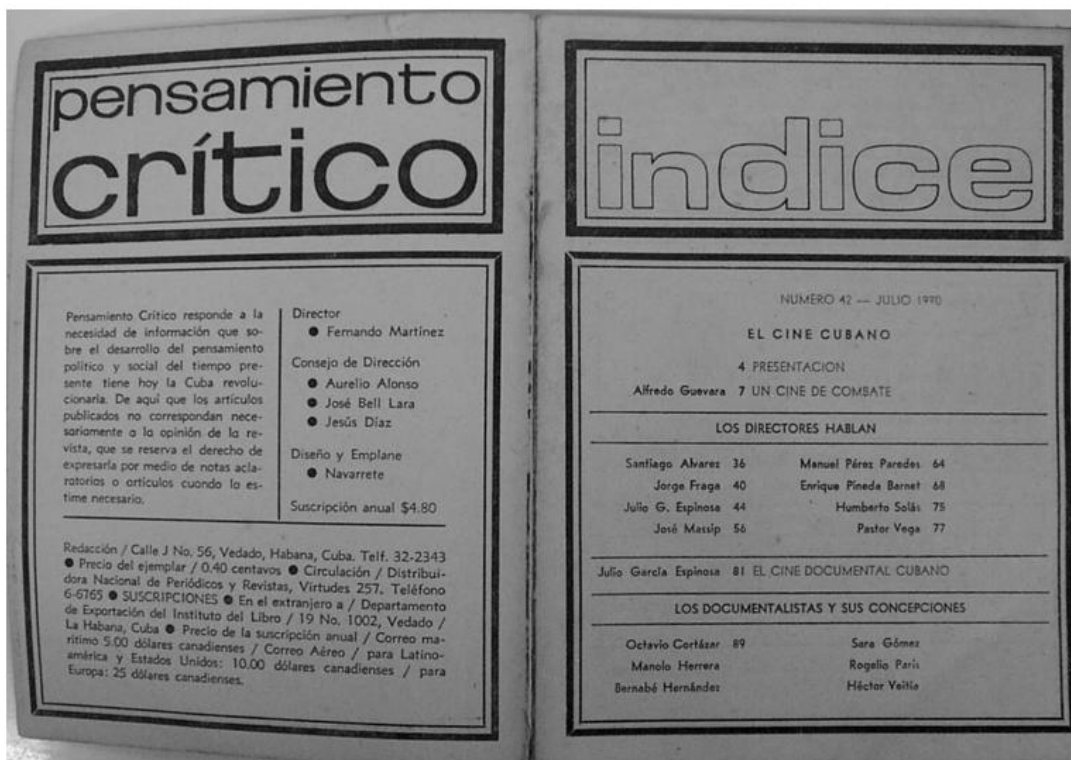 pensamiento
crítico
Pensamiento Crítico responde a la
necesidad de información que so-
bre el desarrollo del pensamiento
político y social del tiempo pre-
sente tiene hoy la Cuba revolu-
cionaria. De aquí que los artículos
publicados no correspondan nece-
sariamente a la opinión de la re-
vista, que se reserva el derecho de
expresarla por medio de notas acla-
ratorias o artículos cuando lo es-
time necesario.
Director
● Fernando Martínez
Consejo de Dirección
● Aurelio Alonso
● José Bell Lara
● Jesús Díaz
Diseño y Emplane
● Navarrete
Suscripción anual $4.80
Redacción / Calle J No. 56, Vedado, Habana, Cuba. Telf. 32-2343
● Precio del ejemplar / 0.40 centavos ● Circulación / Distribui-
dora Nacional de Periódicos y Revistas, Virtudes 257. Teléfono
6-6765 ● SUSCRIPCIONES ● En el extranjero a / Departamento
de Exportación del Instituto del Libro / 19 No. 1002, Vedado /
La Habana, Cuba ● Precio de la suscripción anual / Correo ma-
rítimo 5.00 dólares canadienses / Correo Aéreo / para Latino-
américa y Estados Unidos: 10.00 dólares canadienses / para
Europa: 25 dólares canadienses.
indice
NUMERO 42 — JULIO 1970
EL CINE CUBANO
4 PRESENTACION
Alfredo Guevara 7 UN CINE DE COMBATE
LOS DIRECTORES HABLAN
Santiago Alvarez 36 Manuel Pérez Paredes 64
Jorge Fraga 40 Enrique Pineda Barnet 68
Julio G. Espinosa 44 Humberto Solás 75
José Massip 56 Pastor Vega 77
Julio García Espinosa 81 EL CINE DOCUMENTAL CUBANO
LOS DOCUMENTALISTAS Y SUS CONCEPCIONES
Octavio Cortázar 89 Sara Gómez
Manolo Herrera Rogelio París
Bernabé Hernández Héctor Veitía